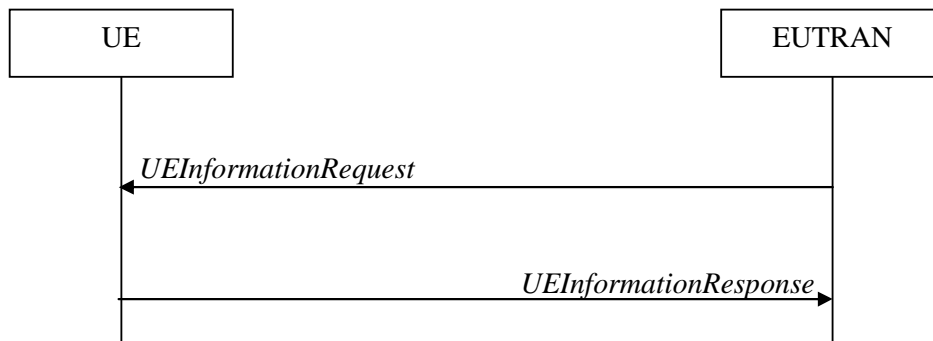 UE
EUTRAN
UEInformationRequest
UEInformationResponse